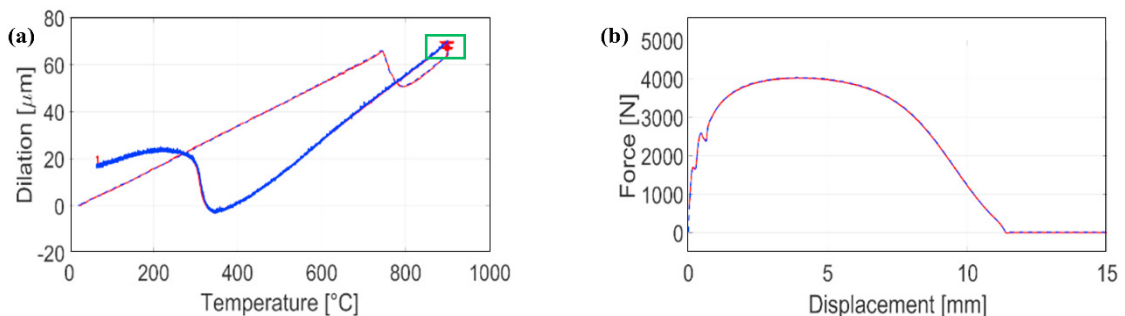 (a)
Dilation [μm]
80
60
40
20
0
-20
0 200 400 600 800 1000
Temperature [°C]
(b)
Force [N]
5000
4000
3000
2000
1000
0
0 5 10 15
Displacement [mm]